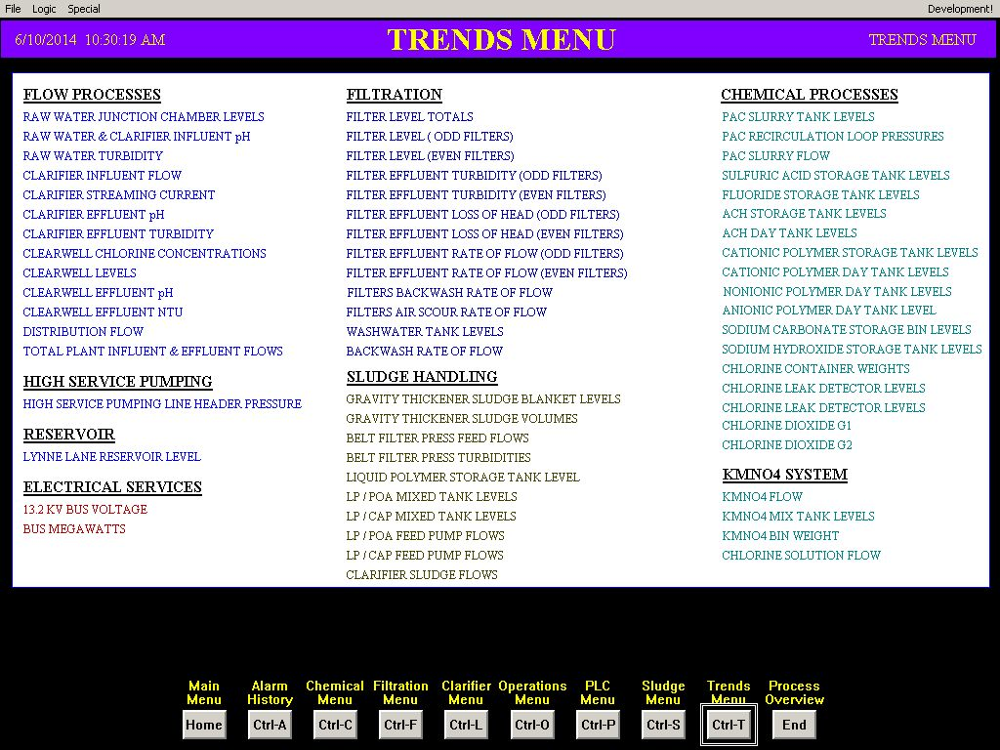 File Logic Special Development!
6/10/2014 10:30:19 AM TRENDS MENU TRENDS MENU
FLOW PROCESSES
RAW WATER JUNCTION CHAMBER LEVELS
RAW WATER & CLARIFIER INFLUENT pH
RAW WATER TURBIDITY
CLARIFIER INFLUENT FLOW
CLARIFIER STREAMING CURRENT
CLARIFIER EFFLUENT pH
CLARIFIER EFFLUENT TURBIDITY
CLEARWELL CHLORINE CONCENTRATIONS
CLEARWELL LEVELS
CLEARWELL EFFLUENT pH
CLEARWELL EFFLUENT NTU
DISTRIBUTION FLOW
TOTAL PLANT INFLUENT & EFFLUENT FLOWS
HIGH SERVICE PUMPING
HIGH SERVICE PUMPING LINE HEADER PRESSURE
RESERVOIR
LYNNE LANE RESERVOIR LEVEL
ELECTRICAL SERVICES
13.2 KV BUS VOLTAGE
BUS MEGAWATTS
FILTRATION
FILTER LEVEL TOTALS
FILTER LEVEL ( ODD FILTERS)
FILTER LEVEL (EVEN FILTERS)
FILTER EFFLUENT TURBIDITY (ODD FILTERS)
FILTER EFFLUENT TURBIDITY (EVEN FILTERS)
FILTER EFFLUENT LOSS OF HEAD (ODD FILTERS)
FILTER EFFLUENT LOSS OF HEAD (EVEN FILTERS)
FILTER EFFLUENT RATE OF FLOW (ODD FILTERS)
FILTER EFFLUENT RATE OF FLOW (EVEN FILTERS)
FILTERS BACKWASH RATE OF FLOW
FILTERS AIR SCOUR RATE OF FLOW
WASHWATER TANK LEVELS
BACKWASH RATE OF FLOW
SLUDGE HANDLING
GRAVITY THICKENER SLUDGE BLANKET LEVELS
GRAVITY THICKENER SLUDGE VOLUMES
BELT FILTER PRESS FEED FLOWS
BELT FILTER PRESS TURBIDITIES
LIQUID POLYMER STORAGE TANK LEVEL
LP / POA MIXED TANK LEVELS
LP / CAP MIXED TANK LEVELS
LP / POA FEED PUMP FLOWS
LP / CAP FEED PUMP FLOWS
CLARIFIER SLUDGE FLOWS
CHEMICAL PROCESSES
PAC SLURRY TANK LEVELS
PAC RECIRCULATION LOOP PRESSURES
PAC SLURRY FLOW
SULFURIC ACID STORAGE TANK LEVELS
FLUORIDE STORAGE TANK LEVELS
ACH STORAGE TANK LEVELS
ACH DAY TANK LEVELS
CATIONIC POLYMER STORAGE TANK LEVELS
CATIONIC POLYMER DAY TANK LEVELS
NONIONIC POLYMER DAY TANK LEVELS
ANIONIC POLYMER DAY TANK LEVEL
SODIUM CARBONATE STORAGE BIN LEVELS
SODIUM HYDROXIDE STORAGE TANK LEVELS
CHLORINE CONTAINER WEIGHTS
CHLORINE LEAK DETECTOR LEVELS
CHLORINE LEAK DETECTOR LEVELS
CHLORINE DIOXIDE G1
CHLORINE DIOXIDE G2
KMNO4 SYSTEM
KMNO4 FLOW
KMNO4 MIX TANK LEVELS
KMNO4 BIN WEIGHT
CHLORINE SOLUTION FLOW
Main Alarm Chemical Filtration Clarifier Operations PLC Sludge Trends Process
Menu History Menu Menu Menu Menu Menu Menu Menu Overview
Home Ctrl-A Ctrl-C Ctrl-F Ctrl-L Ctrl-O Ctrl-P Ctrl-S Ctrl-T End